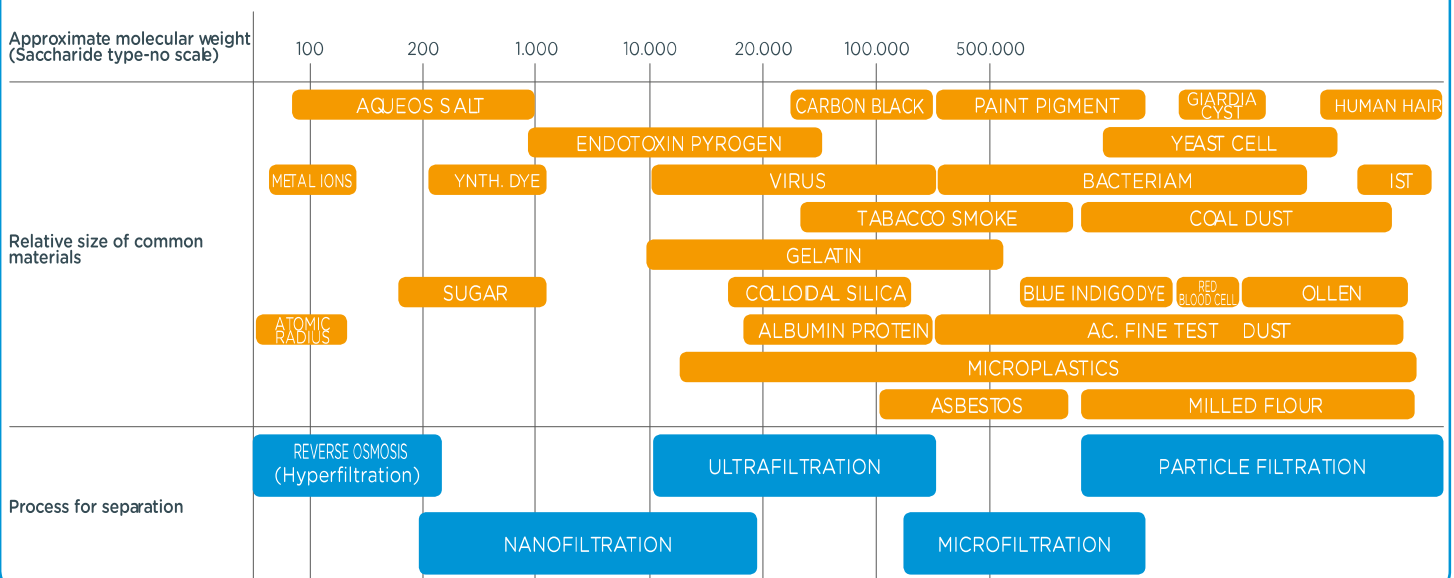 Approximate molecular weight
(Saccharide type-no scale)
100 200 1.000 10.000 20.000 100.000 500.000
AQUEOS SALT
CARBON BLACK
PAINT PIGMENT
GIARDIA
CYST
HUMAN HAIR
ENDOTOXIN PYROGEN
YEAST CELL
METAL IONS
YNTH. DYE
VIRUS
BACTERIAM
IST
TABACCO SMOKE
COAL DUST
Relative size of common
materials
GELATIN
SUGAR
COLLOIDAL SILICA
BLUE INDIGO DYE
RED
BLOOD CELL
OLLEN
ATOMIC
RADIUS
ALBUMIN PROTEIN
A.C. FINE TEST DUST
MICROPLASTICS
ASBESTOS
MILLED FLOUR
REVERSE OSMOSIS
(Hyperfiltration)
ULTRAFILTRATION
PARTICLE FILTRATION
Process for separation
NANOFILTRATION
MICROFILTRATION